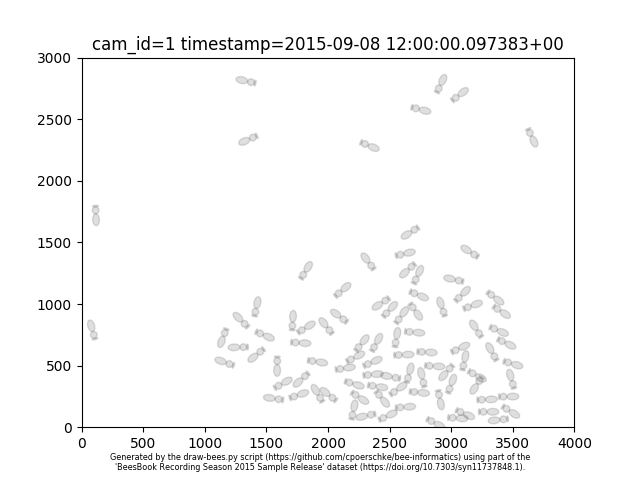 cam_id=1 timestamp=2015-09-08 12:00:00.097383+00
3000
2500
2000
1500
1000
500
0
0 500 1000 1500 2000 2500 3000 3500 4000
Generated by the draw-bees.py script (https://github.com/cpoerschke/bee-informatics) using part of the
'BeesBook Recording Season 2015 Sample Release' dataset (https://doi.org/10.7303/syn11737848.1).